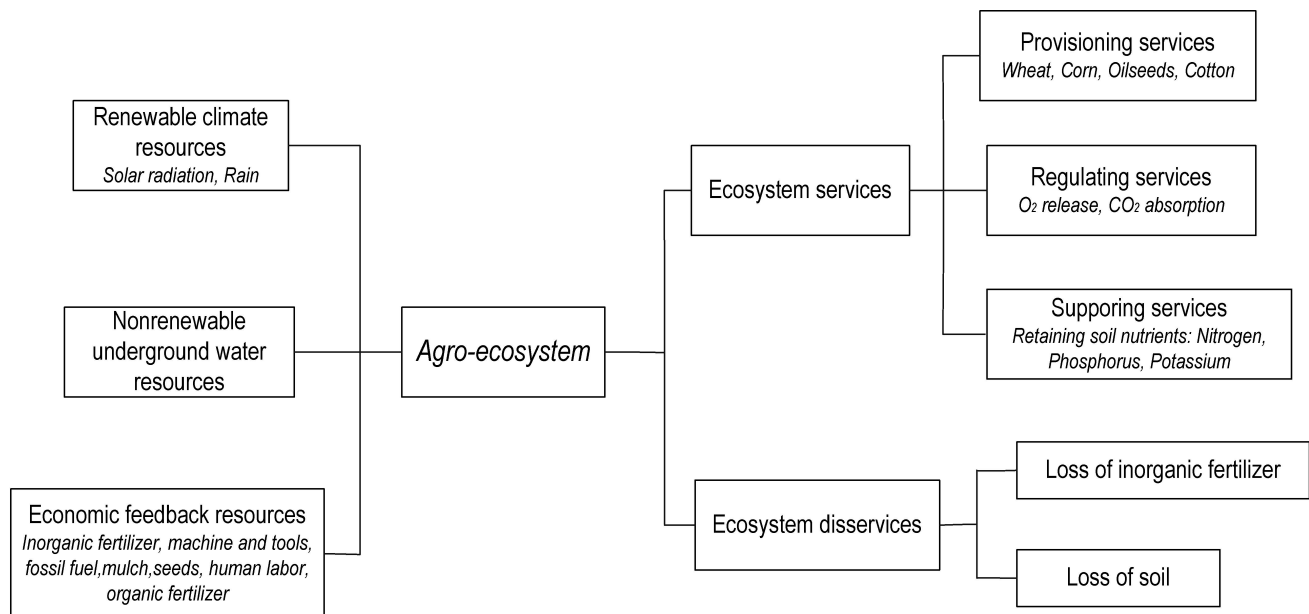 Renewable climate
resources
Solar radiation, Rain
Nonrenewable
underground water
resources
Economic feedback resources
Inorganic fertilizer, machine and tools,
fossil fuel,mulch,seeds, human labor,
organic fertilizer
Agro-ecosystem
Ecosystem services
Provisioning services
Wheat, Corn, Oilseeds, Cotton
Regulating services
O₂ release, CO₂ absorption
Supporing services
Retaining soil nutrients: Nitrogen,
Phosphorus, Potassium
Ecosystem disservices
Loss of inorganic fertilizer
Loss of soil